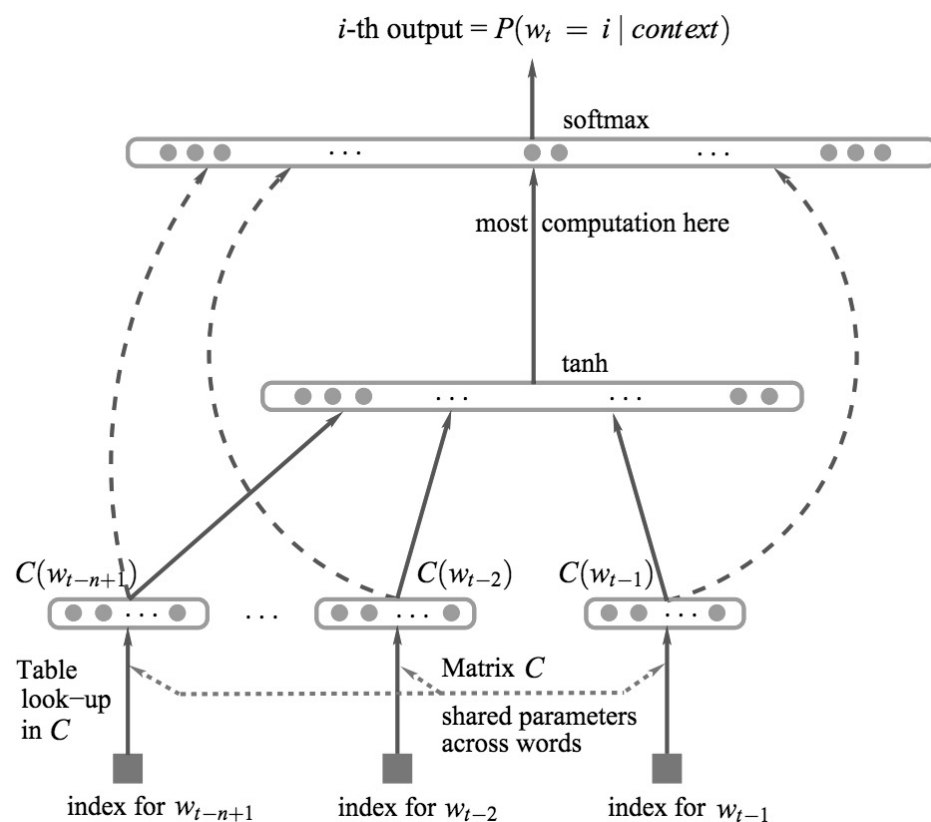 i-th output = P(w_t = i | context)
softmax
...
...
most computation here
tanh
...
...
C(w_{t−n+1})
C(w_{t−2})
C(w_{t−1})
...
...
...
...
Table
look−up
in C
Matrix C
shared parameters
across words
index for w_{t−n+1}
index for w_{t−2}
index for w_{t−1}